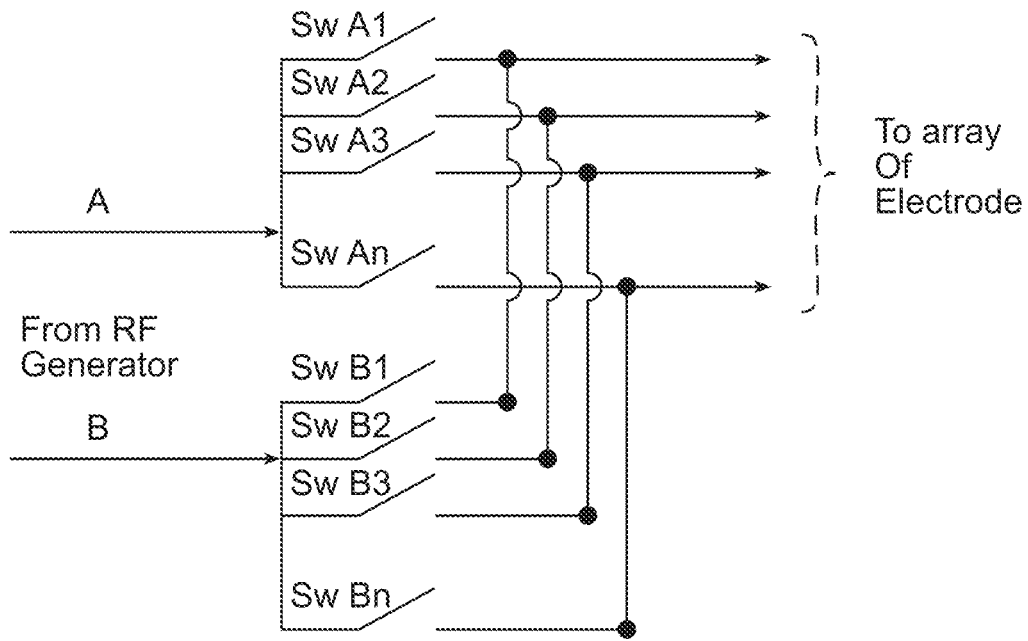 Sw A1
Sw A2
Sw A3
A
Sw An
To array
Of
Electrode
From RF
Generator
B
Sw B1
Sw B2
Sw B3
Sw Bn